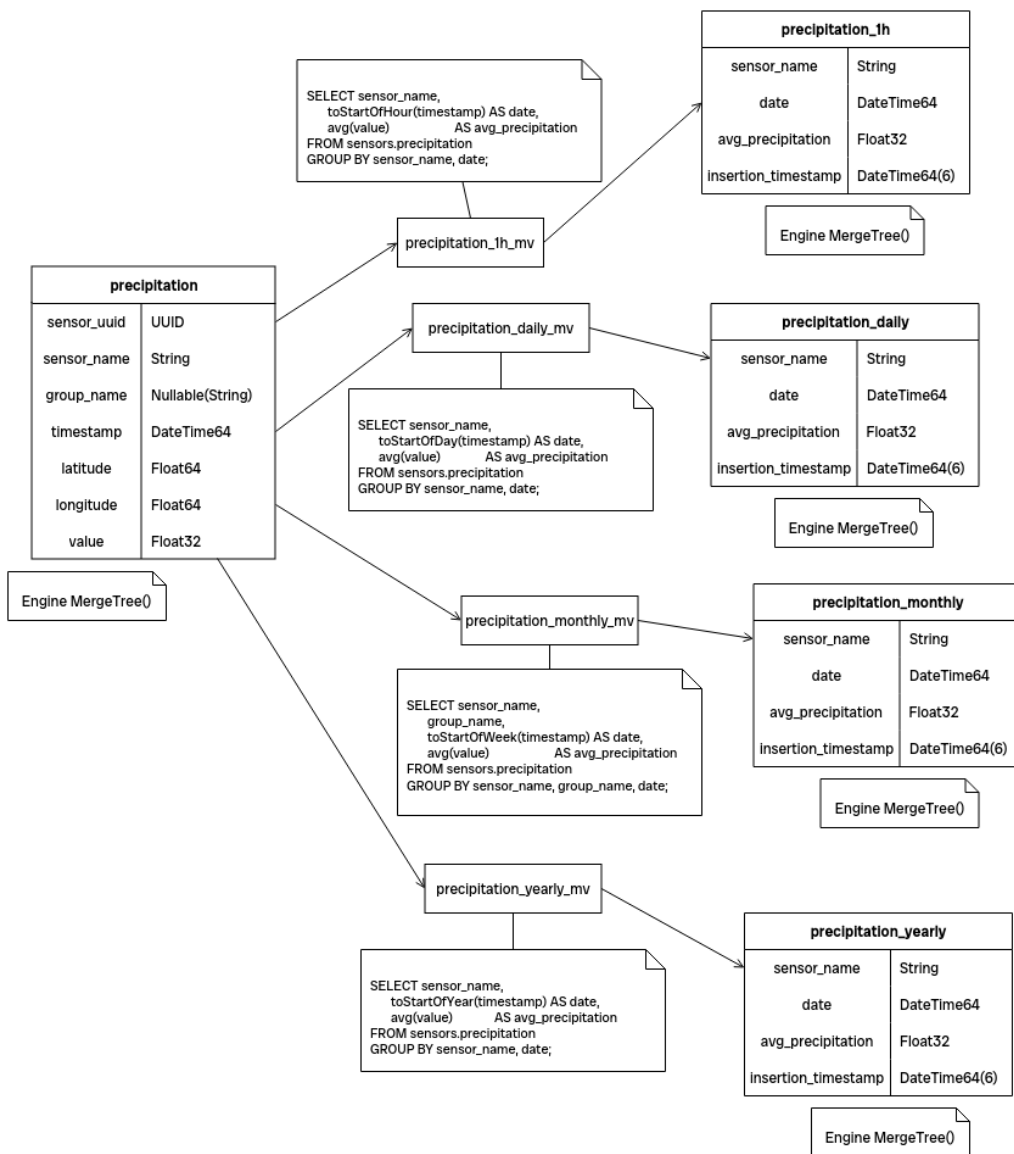 precipitation_1h
sensor_name String
date DateTime64
avg_precipitation Float32
insertion_timestamp DateTime64(6)
Engine MergeTree()
SELECT sensor_name,
toStartOfHour(timestamp) AS date,
avg(value) AS avg_precipitation
FROM sensors.precipitation
GROUP BY sensor_name, date;
precipitation_1h_mv
precipitation
sensor_uuid UUID
sensor_name String
group_name Nullable(String)
timestamp DateTime64
latitude Float64
longitude Float64
value Float32
Engine MergeTree()
precipitation_daily_mv
SELECT sensor_name,
toStartOfDay(timestamp) AS date,
avg(value) AS avg_precipitation
FROM sensors.precipitation
GROUP BY sensor_name, date;
precipitation_daily
sensor_name String
date DateTime64
avg_precipitation Float32
insertion_timestamp DateTime64(6)
Engine MergeTree()
precipitation_monthly_mv
SELECT sensor_name,
group_name,
toStartOfWeek(timestamp) AS date,
avg(value) AS avg_precipitation
FROM sensors.precipitation
GROUP BY sensor_name, group_name, date;
precipitation_monthly
sensor_name String
date DateTime64
avg_precipitation Float32
insertion_timestamp DateTime64(6)
Engine MergeTree()
precipitation_yearly_mv
SELECT sensor_name,
toStartOfYear(timestamp) AS date,
avg(value) AS avg_precipitation
FROM sensors.precipitation
GROUP BY sensor_name, date;
precipitation_yearly
sensor_name String
date DateTime64
avg_precipitation Float32
insertion_timestamp DateTime64(6)
Engine MergeTree()